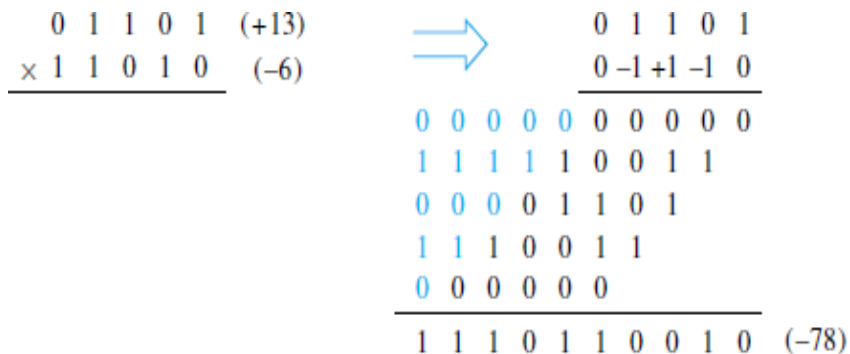 0 1 1 0 1 (+13)
× 1 1 0 1 0 (–6)
0 1 1 0 1
0 –1 +1 –1 0
0 0 0 0 0 0 0 0 0 0
1 1 1 1 1 0 0 1 1
0 0 0 0 1 1 0 1
1 1 1 0 0 1 1
0 0 0 0 0 0
1 1 1 0 1 1 0 0 1 0 (–78)